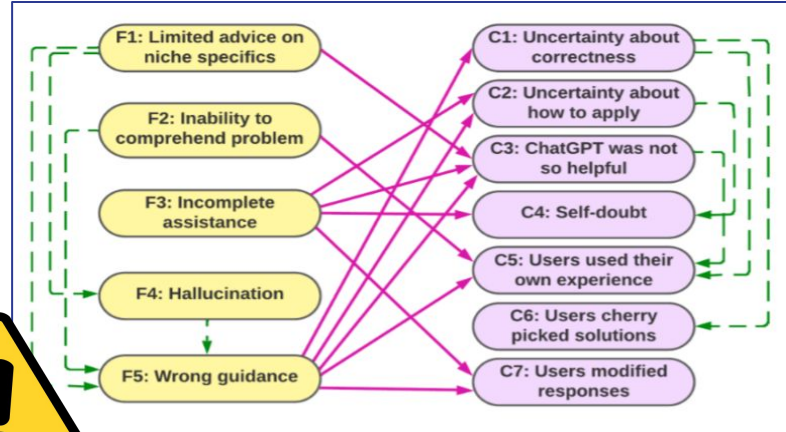 F1: Limited advice on
niche specifics
F2: Inability to
comprehend problem
F3: Incomplete
assistance
F4: Hallucination
F5: Wrong guidance
C1: Uncertainty about
correctness
C2: Uncertainty about
how to apply
C3: ChatGPT was not
so helpful
C4: Self-doubt
C5: Users used their
own experience
C6: Users cherry
picked solutions
C7: Users modified
responses